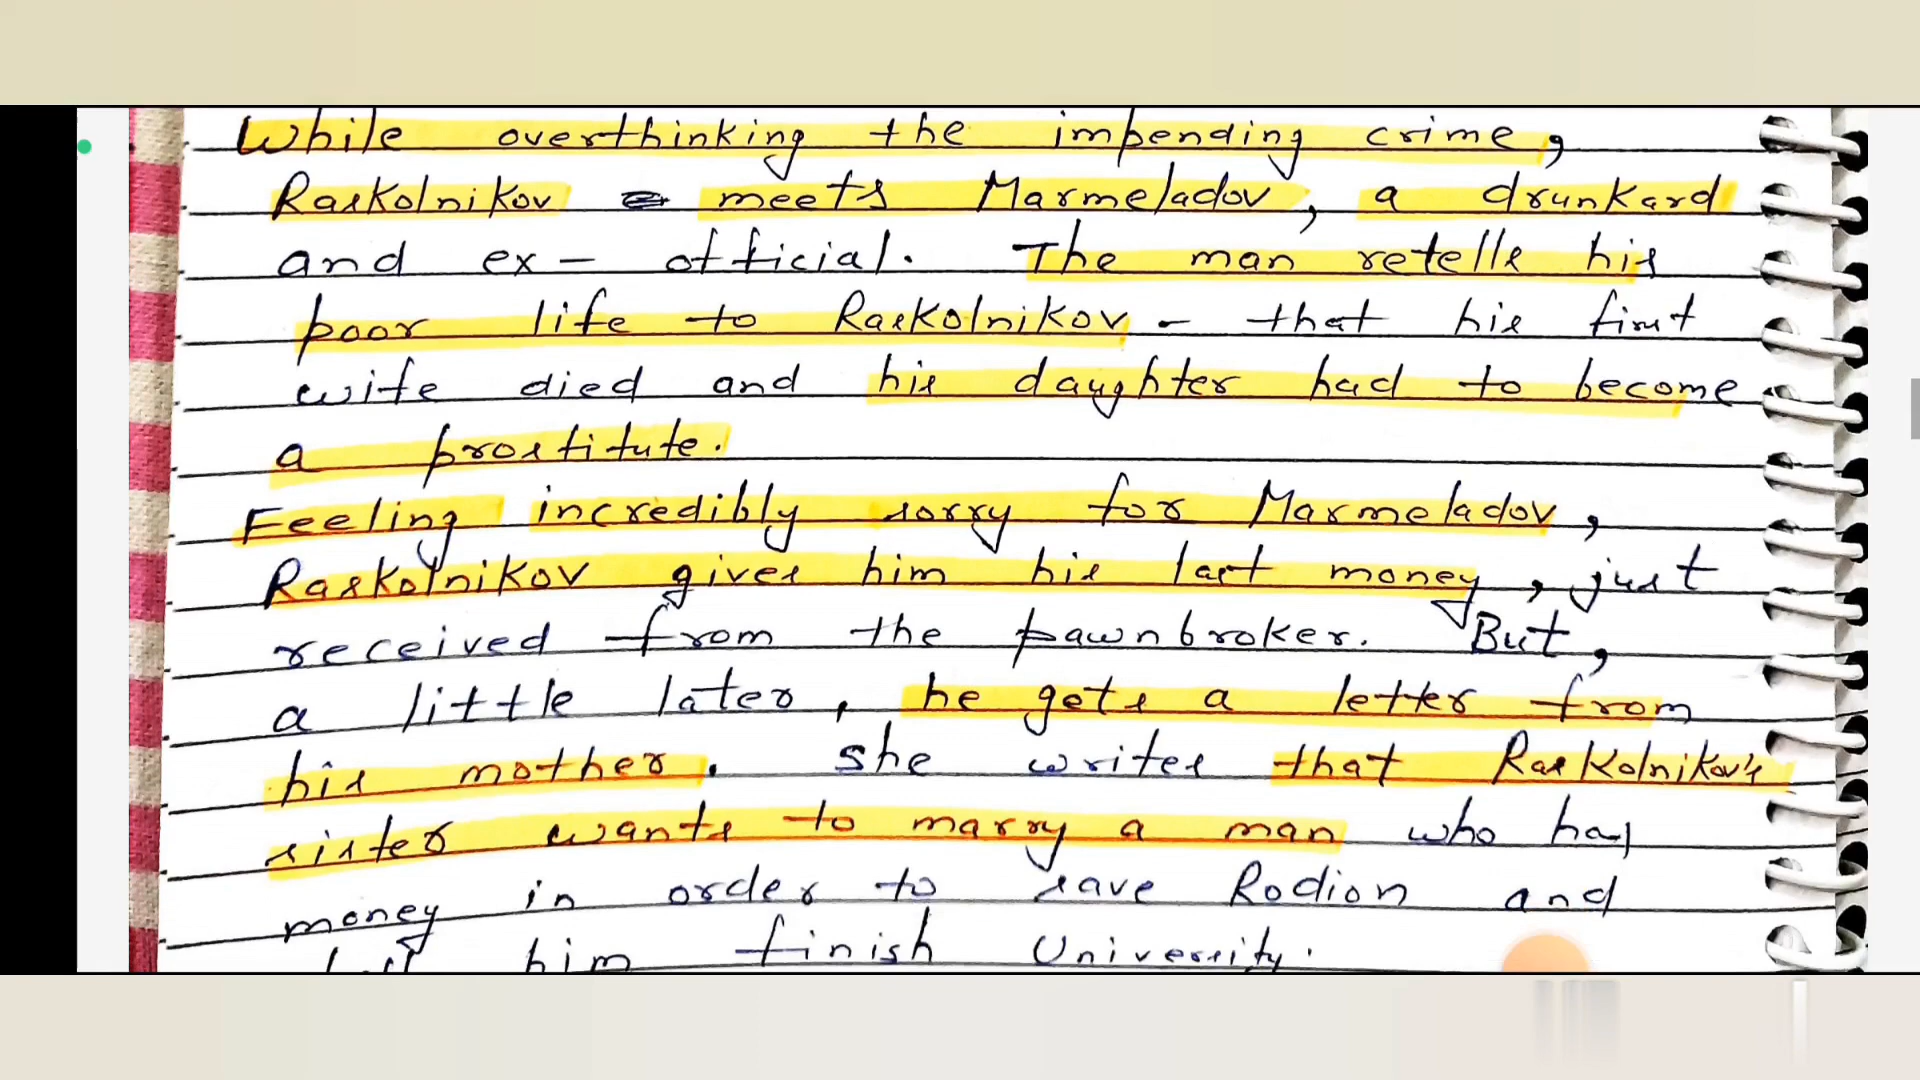 While overthinking the impending crime,
Raskolnikov meets Marmeladov, a drunkard
and ex-official. The man retells his
poor life to Raskolnikov - that his first
wife died and his daughter had to become
a prostitute.
Feeling incredibly sorry for Marmeladov,
Raskolnikov gives him his last money, just
received from the pawnbroker. But,
a little later, he gets a letter from
his mother. she writes that Raskolnikov's
sister wants to marry a man who has
money in order to save Rodion and
him finish University.